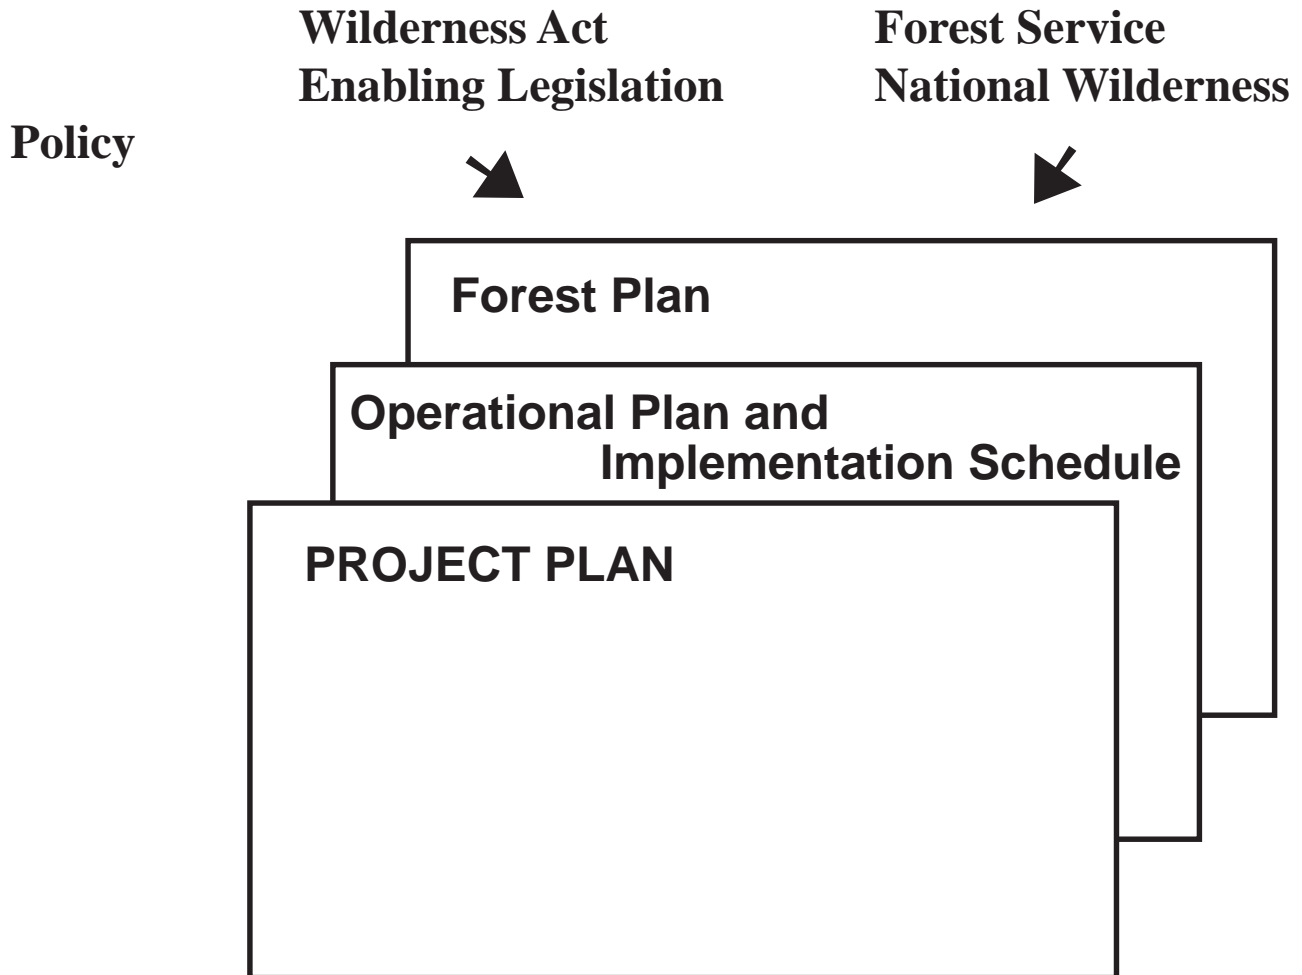 Wilderness Act
Enabling Legislation
Forest Service
National Wilderness
Policy
Forest Plan
Operational Plan and
Implementation Schedule
PROJECT PLAN